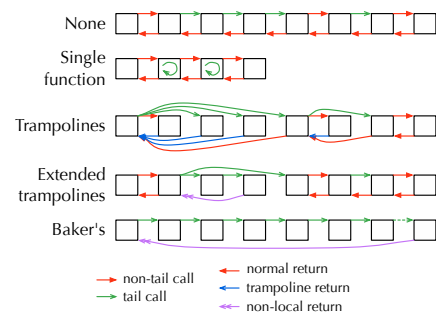 None
Single
function
Trampolines
Extended
trampolines
Baker's
non-tail call
tail call
normal return
trampoline return
non-local return